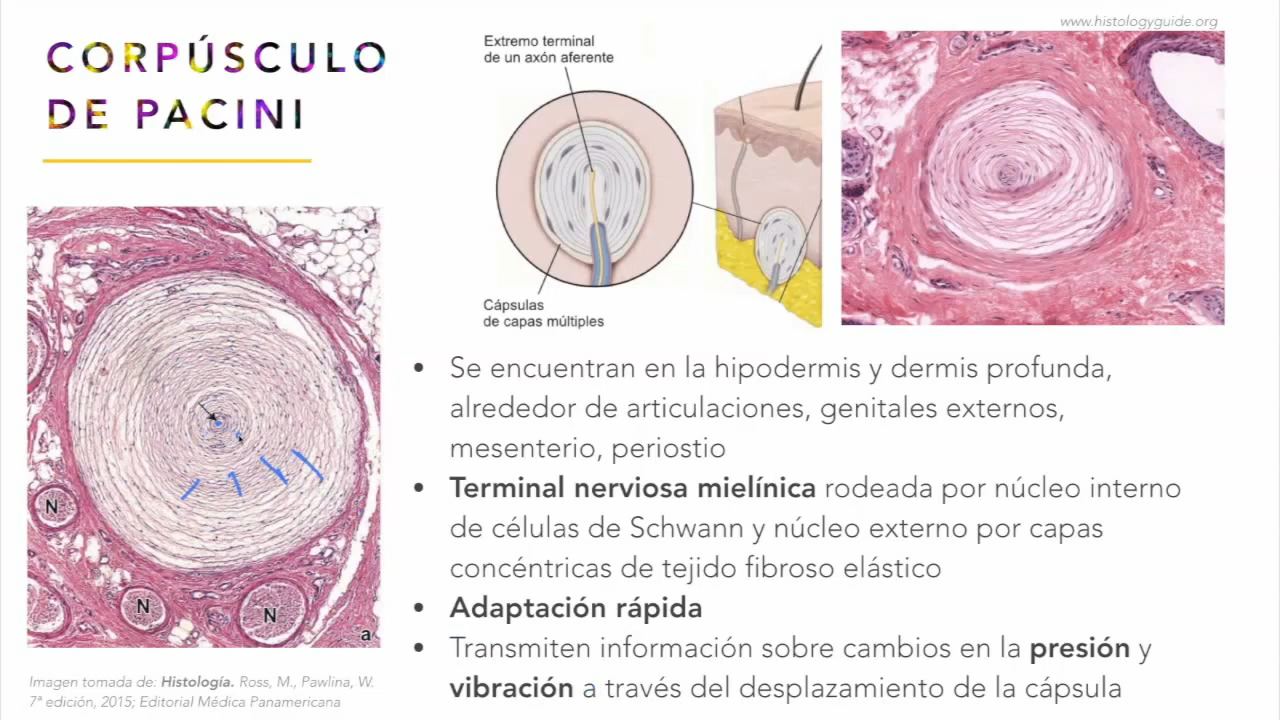 www.histologyguide.org
CORPÚSCULO
DE PACINI
Extremo terminal
de un axón aferente
Cápsulas
de capas múltiples
N
N
N
a
• Se encuentran en la hipodermis y dermis profunda,
alrededor de articulaciones, genitales externos,
mesenterio, periostio
• Terminal nerviosa mielínica rodeada por núcleo interno
de células de Schwann y núcleo externo por capas
concéntricas de tejido fibroso elástico
• Adaptación rápida
• Transmiten información sobre cambios en la presión y
vibración a través del desplazamiento de la cápsula
Imagen tomada de: Histología. Ross, M., Pawlina, W.
7ª edición, 2015; Editorial Médica Panamericana